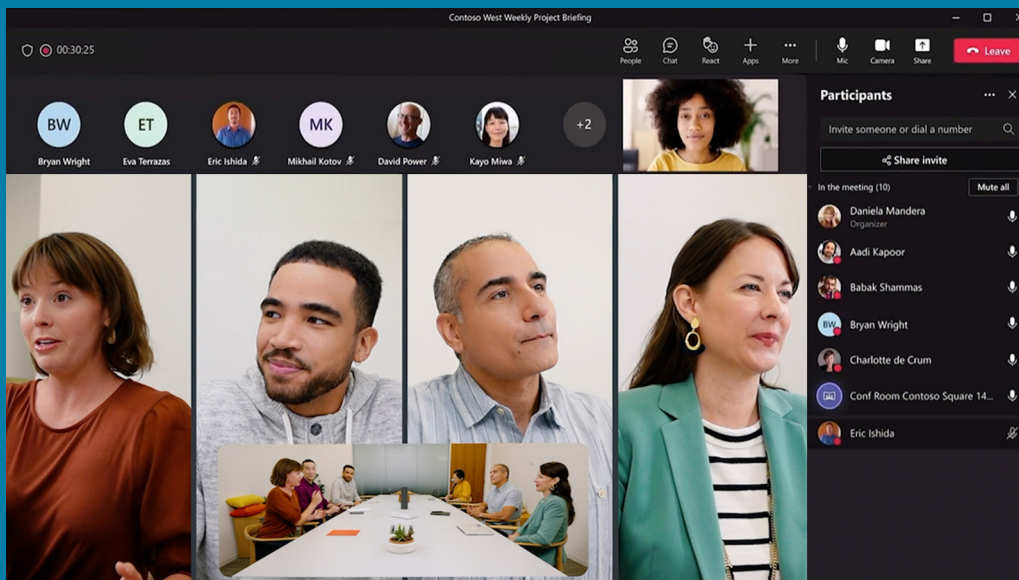 Contoso West Weekly Project Briefing
00:30:25
People Chat React Apps More Mic Camera Share Leave
BW ET MK +2
Bryan Wright Eva Terrazas Eric Ishida Mikhail Kotov David Power Kayo Miwa
Participants
Invite someone or dial a number
Share invite
In the meeting (10) Mute all
Daniela Mandera
Organizer
Aadi Kapoor
Babak Shammas
BW Bryan Wright
Charlotte de Crum
Conf Room Contoso Square 14...
Eric Ishida